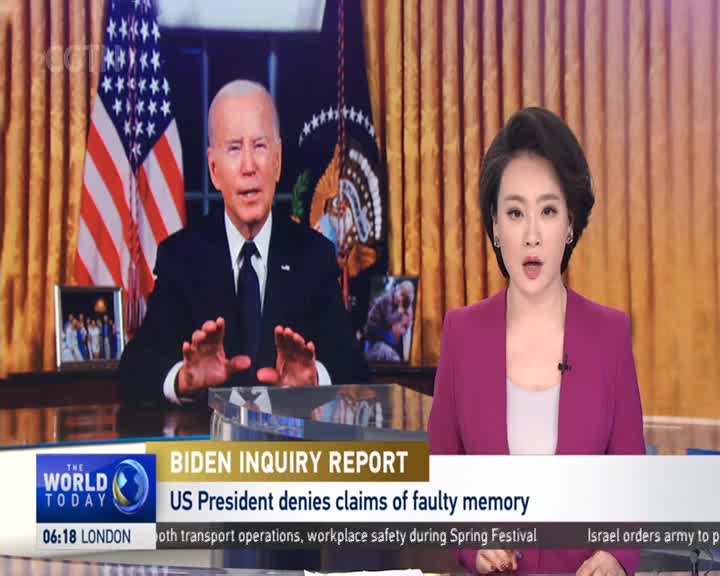 CGTN
BIDEN INQUIRY REPORT
THE
WORLD
TODAY
US President denies claims of faulty memory
06:18 LONDON
ooth transport operations, workplace safety during Spring Festival
Israel orders army to p